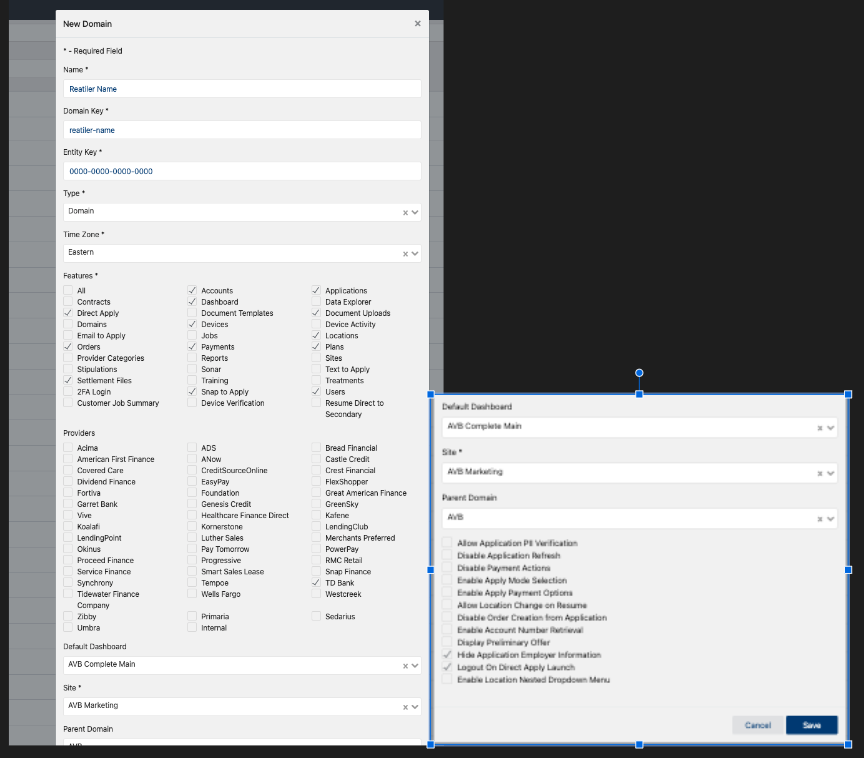 New Domain ×
* - Required Field
Name *
Reatiler Name
Domain Key *
reatiler-name
Entity Key *
0000-0000-0000-0000
Type *
Domain
Time Zone *
Eastern
Features *
All Accounts Applications
Contracts Dashboard Data Explorer
Direct Apply Document Templates Document Uploads
Domains Devices Device Activity
Email to Apply Jobs Locations
Orders Payments Plans
Provider Categories Reports Sites
Stipulations Sonar Text to Apply
Settlement Files Training Treatments
2FA Login Snap to Apply Users
Customer Job Summary Device Verification Resume Direct to
Secondary
Providers
Acima ADS Bread Financial
American First Finance ANow Castle Credit
Covered Care CreditSourceOnline Crest Financial
Dividend Finance EasyPay FlexShopper
Fortiva Foundation Great American Finance
Garret Bank Genesis Credit GreenSky
Vive Healthcare Finance Direct Kafene
Koalafi Kornerstone LendingClub
LendingPoint Luther Sales Merchants Preferred
Okinus Pay Tomorrow PowerPay
Proceed Finance Progressive RMC Retail
Service Finance Smart Sales Lease Snap Finance
Synchrony Tempoe TD Bank
Tidewater Finance Wells Fargo Westcreek
Company
Zibby Primaria Sedarius
Umbra Internal
Default Dashboard
AVB Complete Main
Site *
AVB Marketing
Parent Domain
AVB
Default Dashboard
AVB Complete Main
Site *
AVB Marketing
Parent Domain
AVB
Allow Application PII Verification
Disable Application Refresh
Disable Payment Actions
Enable Apply Mode Selection
Enable Apply Payment Options
Allow Location Change on Resume
Disable Order Creation from Application
Enable Account Number Retrieval
Display Preliminary Offer
Hide Application Employer Information
Logout On Direct Apply Launch
Enable Location Nested Dropdown Menu
Cancel Save